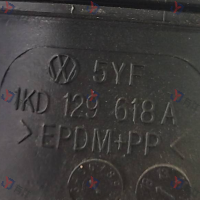 5YF
1KD 129 618 A
>EPDM+PP<